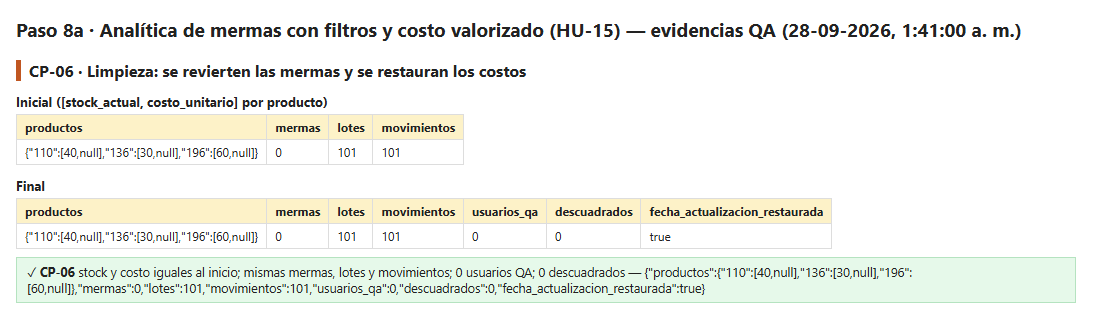 Paso 8a · Analítica de mermas con filtros y costo valorizado (HU-15) — evidencias QA (28-09-2026, 1:41:00 a. m.)
CP-06 · Limpieza: se revierten las mermas y se restauran los costos
Inicial ([stock_actual, costo_unitario] por producto)
productos mermas lotes movimientos
{"110":[40,null],"136":[30,null],"196":[60,null]} 0 101 101
Final
productos mermas lotes movimientos usuarios_qa descuadrados fecha_actualizacion_restaurada
{"110":[40,null],"136":[30,null],"196":[60,null]} 0 101 101 0 0 true
✓ CP-06 stock y costo iguales al inicio; mismas mermas, lotes y movimientos; 0 usuarios QA; 0 descuadrados — {"productos":{"110":[40,null],"136":[30,null],"196":
[60,null]},"mermas":0,"lotes":101,"movimientos":101,"usuarios_qa":0,"descuadrados":0,"fecha_actualizacion_restaurada":true}